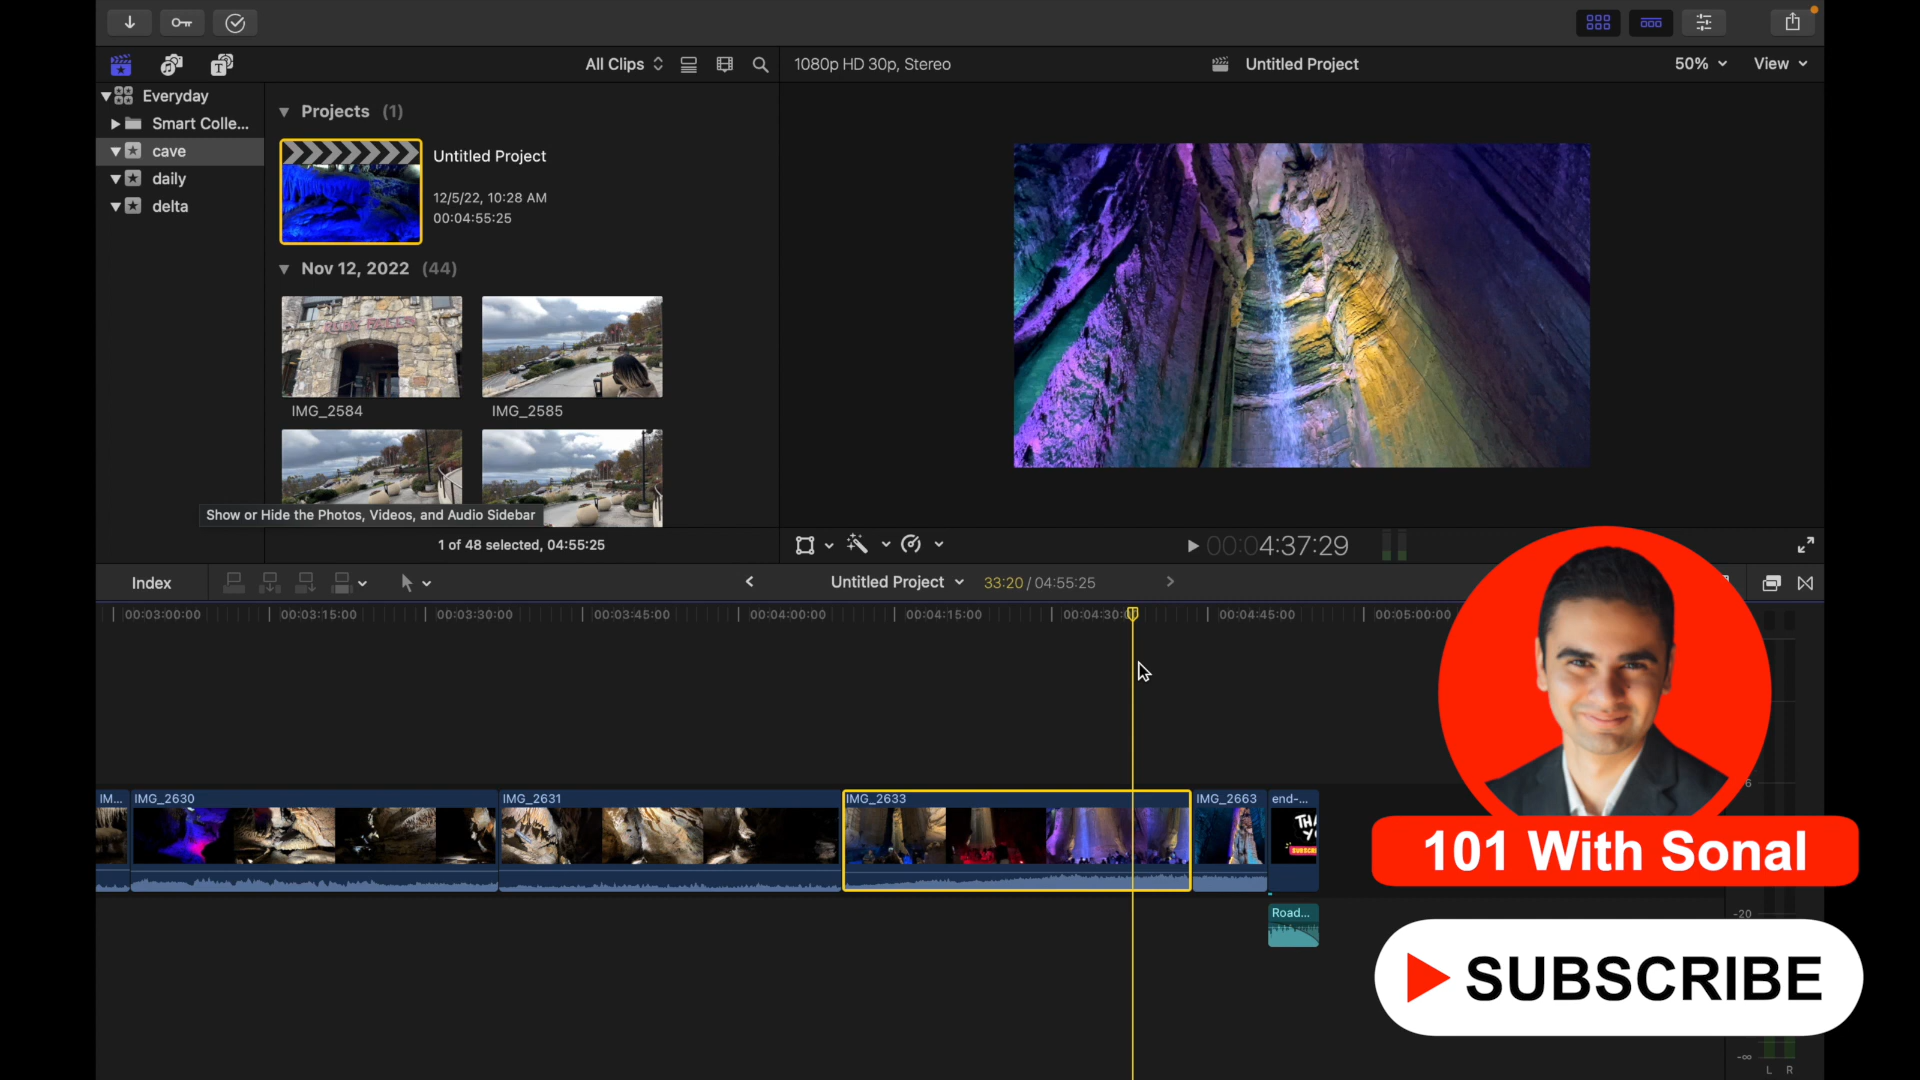 All Clips
1080p HD 30p, Stereo
Untitled Project
50%
View
Everyday
Smart Colle...
cave
daily
delta
Projects (1)
Untitled Project
12/5/22, 10:28 AM
00:04:55:25
Nov 12, 2022 (44)
RUBY FALLS
IMG_2584
IMG_2585
Show or Hide the Photos, Videos, and Audio Sidebar
1 of 48 selected, 04:55:25
00:04:37:29
Index
Untitled Project
33:20 / 04:55:25
00:03:00:00
00:03:15:00
00:03:30:00
00:03:45:00
00:04:00:00
00:04:15:00
00:04:30:00
00:04:45:00
00:05:00:00
IM...
IMG_2630
IMG_2631
IMG_2633
IMG_2663
end-...
SUBSCRI
Road...
101 With Sonal
-20
SUBSCRIBE
-∞
L R